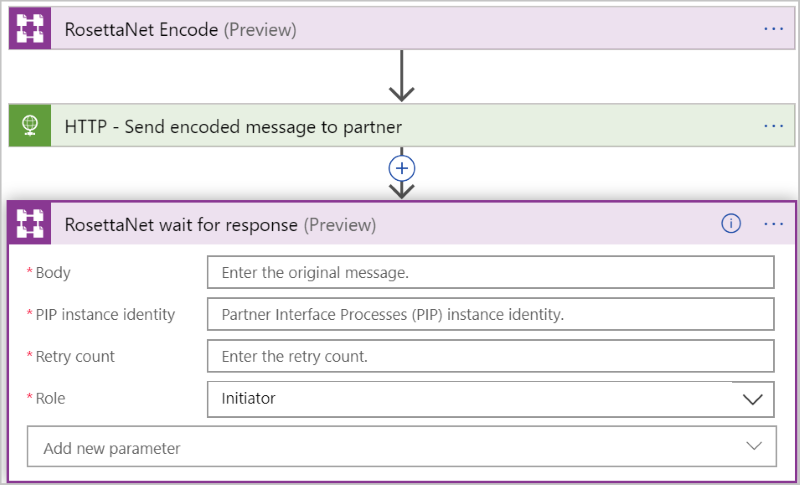 RosettaNet Encode (Preview)
HTTP - Send encoded message to partner
RosettaNet wait for response (Preview)
* Body Enter the original message.
* PIP instance identity Partner Interface Processes (PIP) instance identity.
* Retry count Enter the retry count.
* Role Initiator
Add new parameter